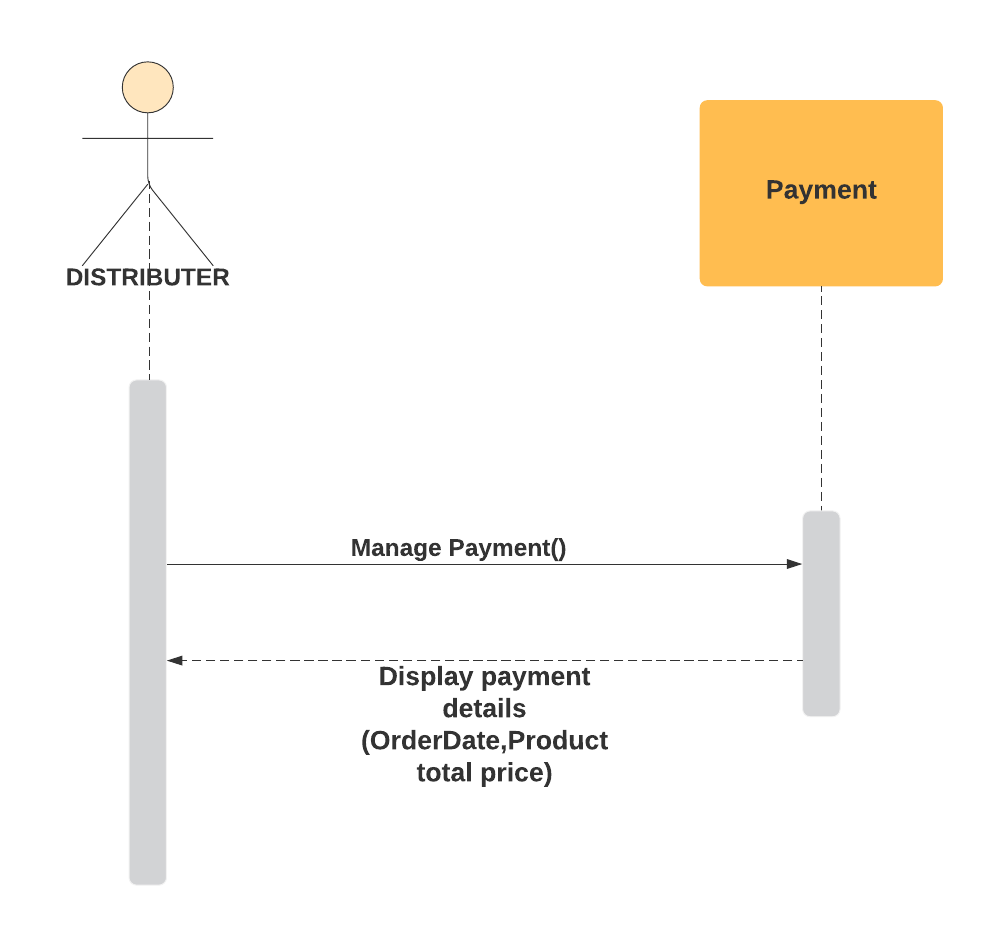 Payment
DISTRIBUTER
Manage Payment()
Display payment
details
(OrderDate,Product
total price)